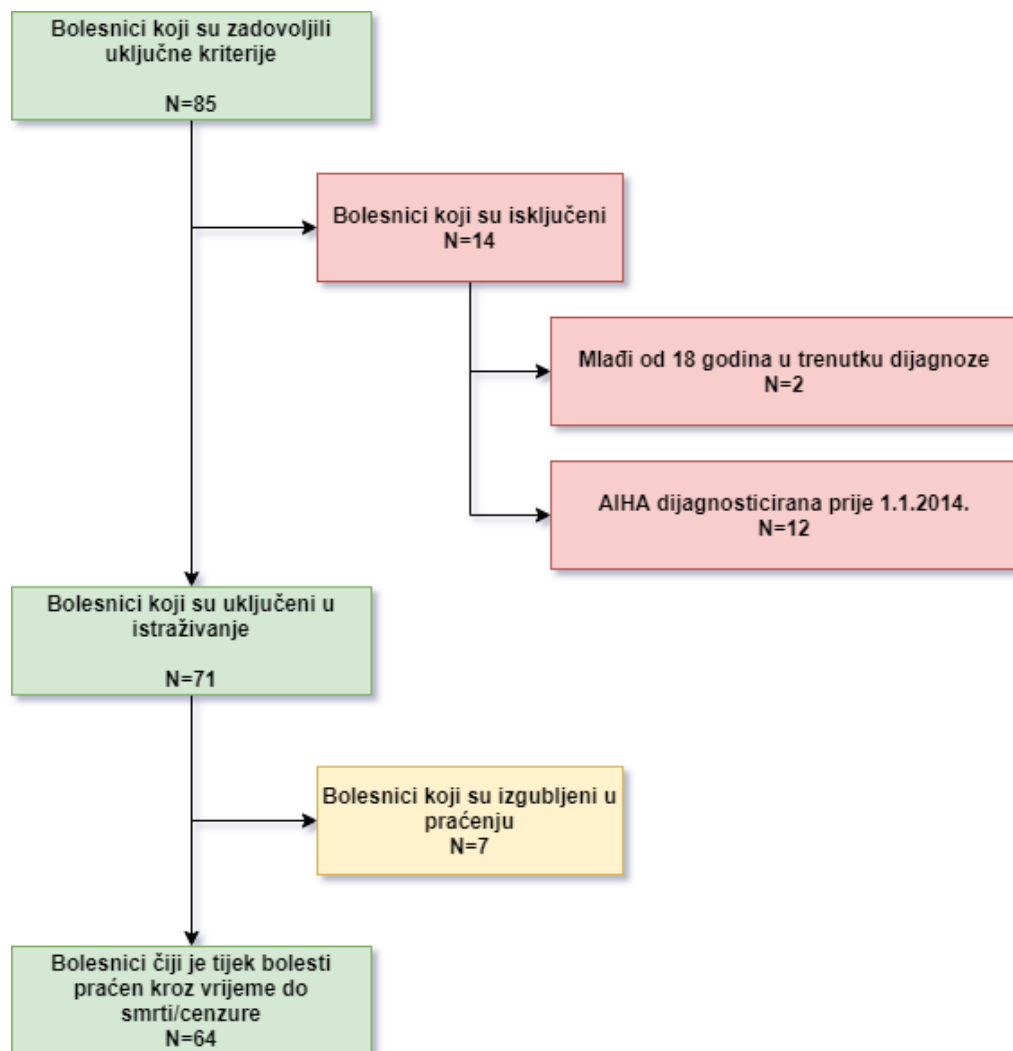 Bolesnici koji su zadovoljili
uključne kriterije
N=85
Bolesnici koji su isključeni
N=14
Mlađi od 18 godina u trenutku dijagnoze
N=2
AIHA dijagnosticirana prije 1.1.2014.
N=12
Bolesnici koji su uključeni u
istraživanje
N=71
Bolesnici koji su izgubljeni u
praćenju
N=7
Bolesnici čiji je tijek bolesti
praćen kroz vrijeme do
smrti/cenzure
N=64